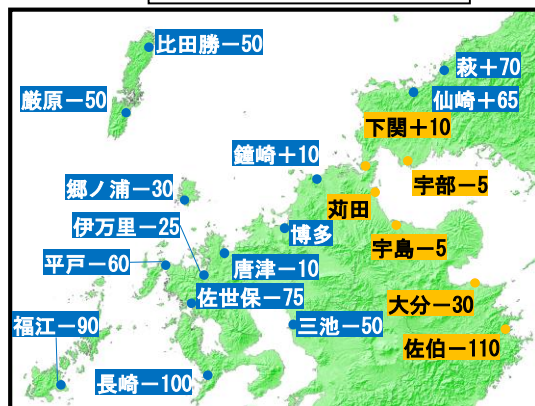 比田勝－50
萩＋70
厳原－50
仙崎＋65
下関＋10
鐘崎＋10
宇部－5
郷ノ浦－30
苅田
伊万里－25
博多
宇島－5
平戸－60
唐津－10
佐世保－75
大分－30
福江－90
三池－50
佐伯－110
長崎－100